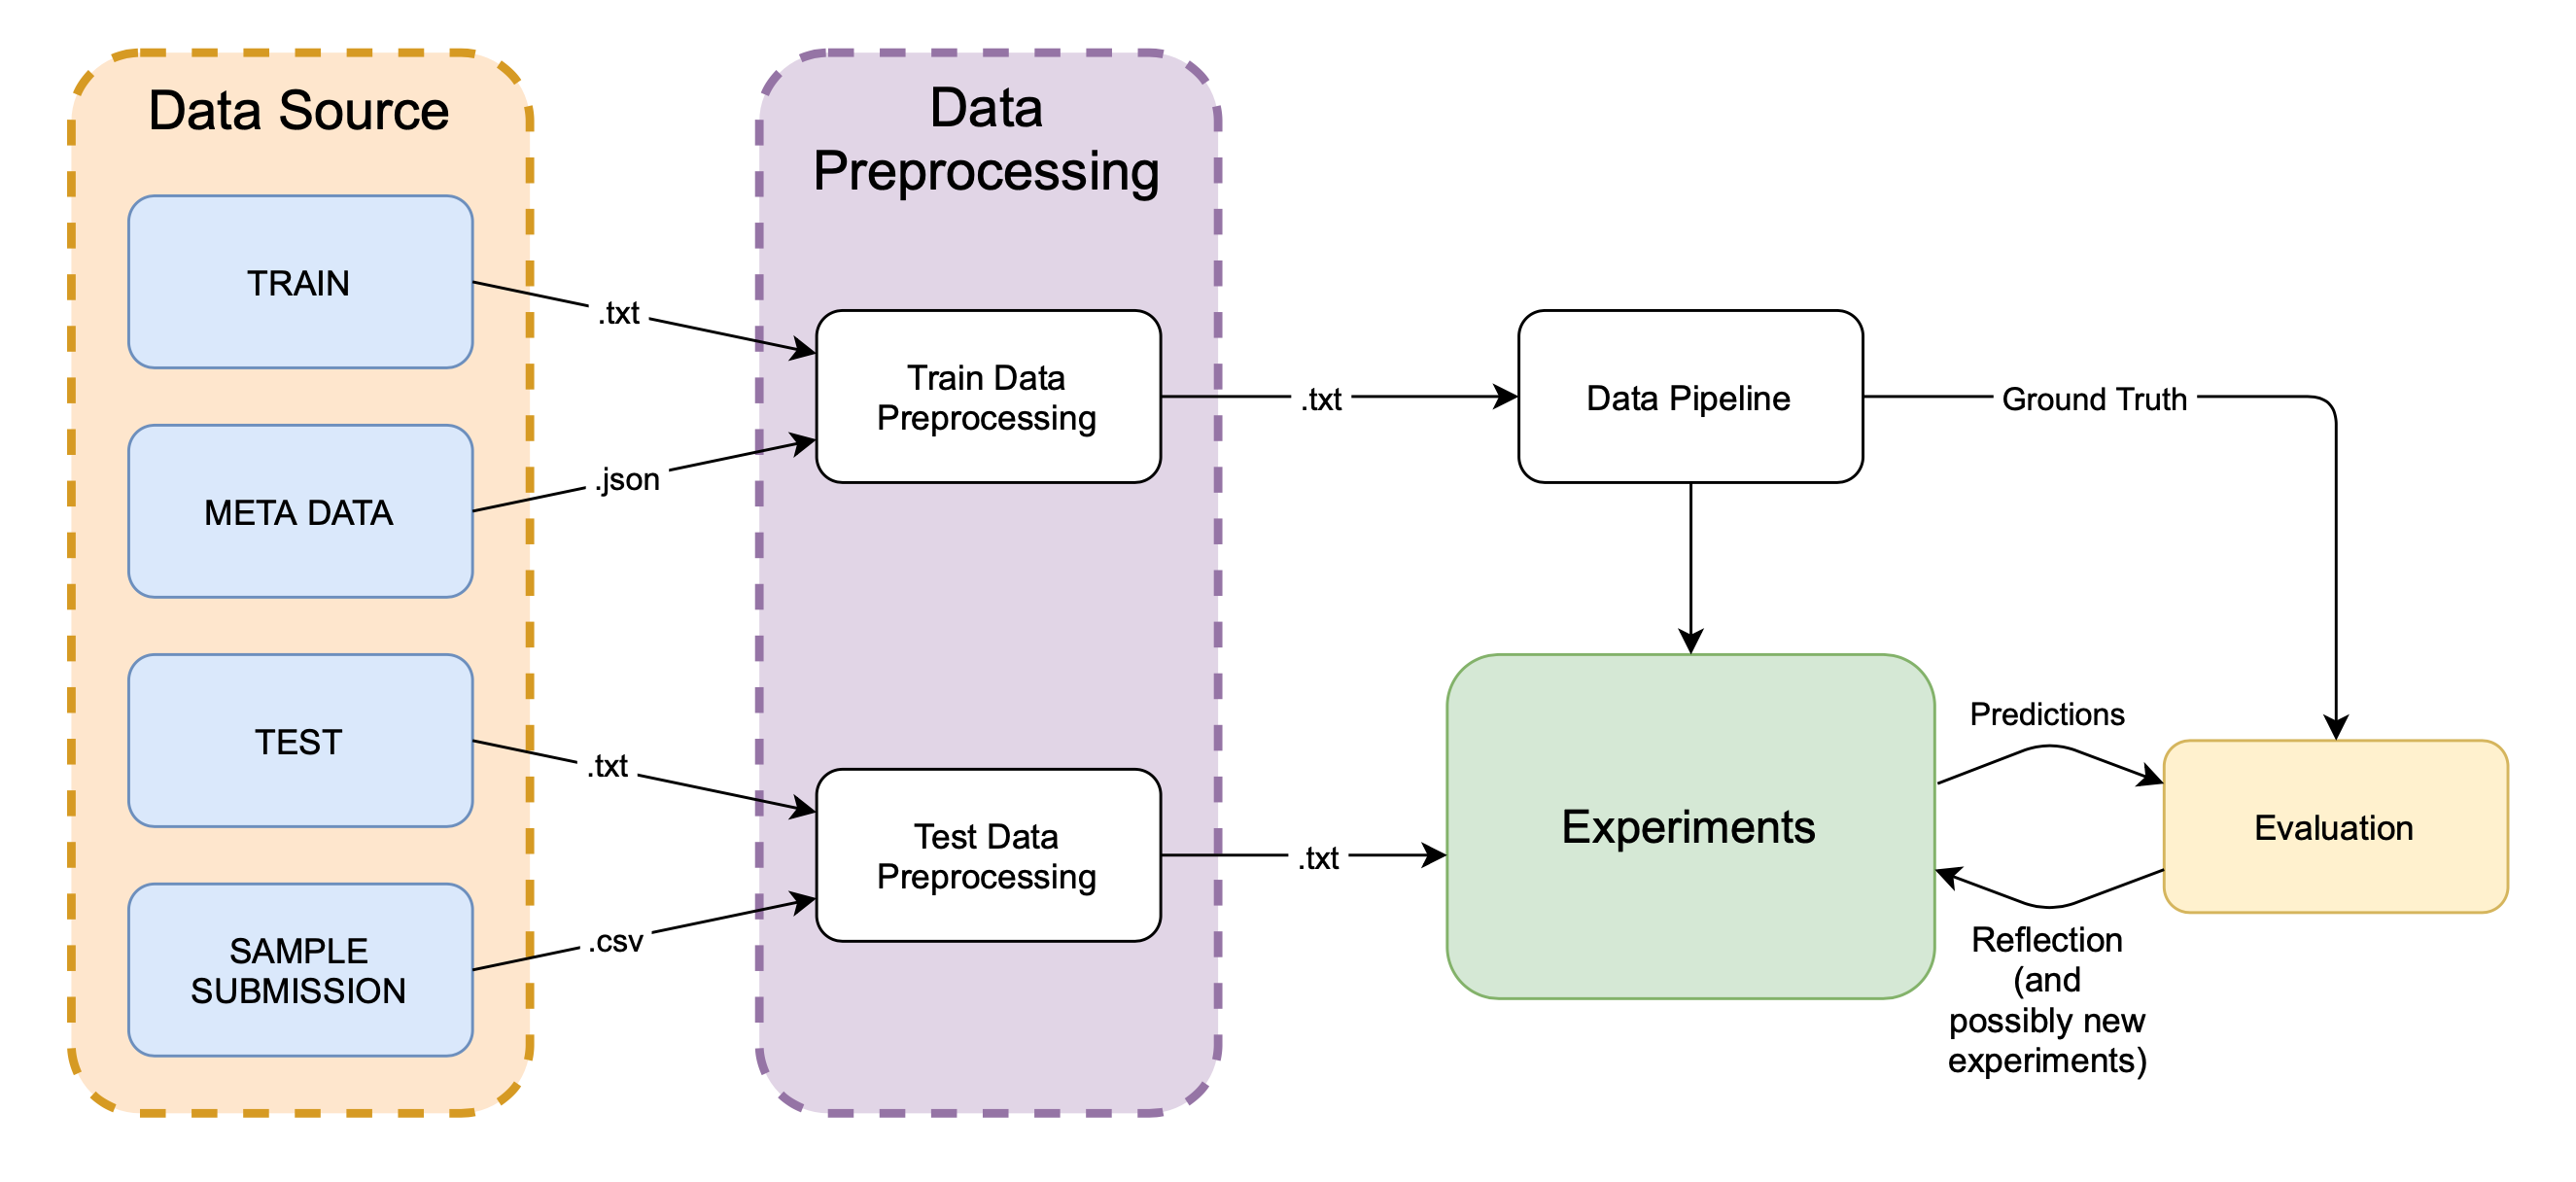 Data Source
TRAIN
META DATA
TEST
SAMPLE
SUBMISSION
.txt
.json
.txt
.csv
Data
Preprocessing
Train Data
Preprocessing
Test Data
Preprocessing
.txt
.txt
Data Pipeline
Ground Truth
Experiments
Predictions
Evaluation
Reflection
(and
possibly new
experiments)